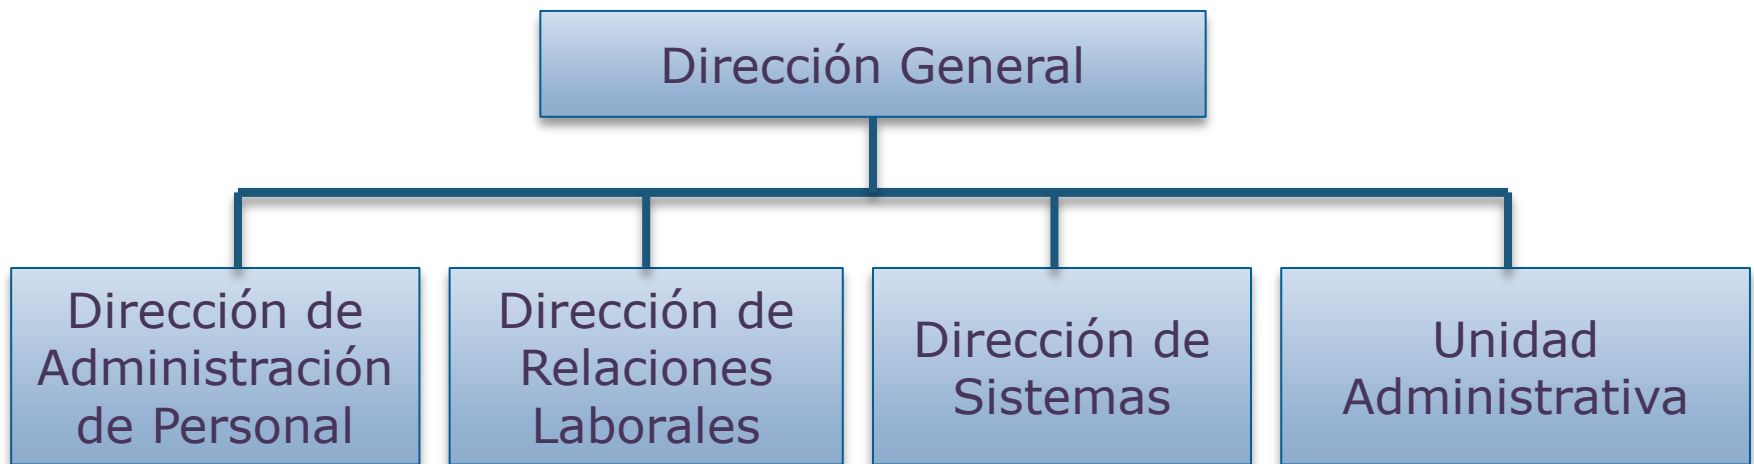 Dirección General
Dirección de
Administración
de Personal
Dirección de
Relaciones
Laborales
Dirección de
Sistemas
Unidad
Administrativa